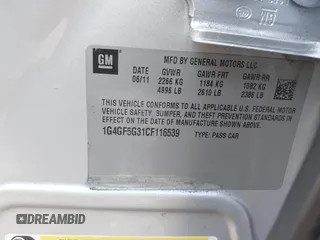 GM
MFD BY GENERAL MOTORS LLC
DATE GVWR GAWR FRT GAWR RR
06/11 2266 KG 1184 KG 1082 KG
4996 LB 2610 LB 2386 LB
THIS VEHICLE CONFORMS TO ALL APPLICABLE U.S. FEDERAL MOTOR
VEHICLE SAFETY, BUMPER, AND THEFT PREVENTION STANDARDS
IN EFFECT ON THE DATE OF MANUFACTURE SHOWN ABOVE.
1G4GF5G31CF116539 TYPE: PASS CAR
DREAMBID